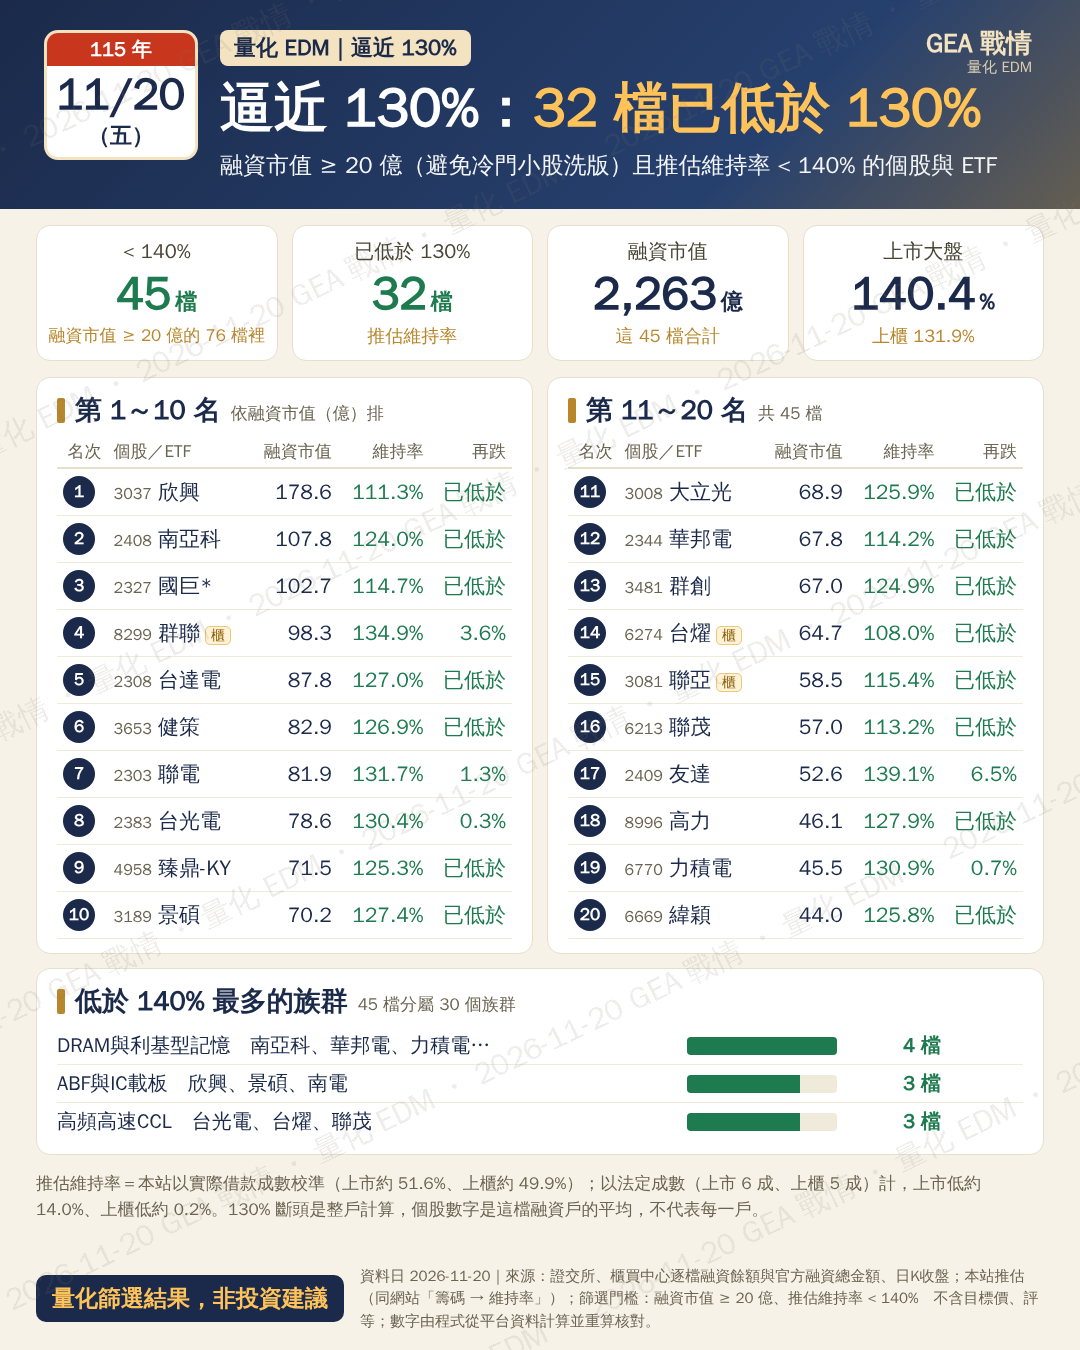 115 年
11/20
（五）
量化 EDM｜逼近 130%
逼近 130%：32 檔已低於 130%
融資市值 ≥ 20 億（避免冷門小股洗版）且推估維持率 < 140% 的個股與 ETF
GEA 戰情
量化 EDM
< 140%
45 檔
融資市值 ≥ 20 億的 76 檔裡
已低於 130%
32 檔
推估維持率
融資市值
2,263 億
這 45 檔合計
上市大盤
140.4 %
上櫃 131.9%
第 1～10 名 依融資市值（億）排
名次 個股／ETF 融資市值 維持率 再跌
1 3037 欣興 178.6 111.3% 已低於
2 2408 南亞科 107.8 124.0% 已低於
3 2327 國巨* 102.7 114.7% 已低於
4 8299 群聯 櫃 98.3 134.9% 3.6%
5 2308 台達電 87.8 127.0% 已低於
6 3653 健策 82.9 126.9% 已低於
7 2303 聯電 81.9 131.7% 1.3%
8 2383 台光電 78.6 130.4% 0.3%
9 4958 臻鼎-KY 71.5 125.3% 已低於
10 3189 景碩 70.2 127.4% 已低於
第 11～20 名 共 45 檔
名次 個股／ETF 融資市值 維持率 再跌
11 3008 大立光 68.9 125.9% 已低於
12 2344 華邦電 67.8 114.2% 已低於
13 3481 群創 67.0 124.9% 已低於
14 6274 台燿 櫃 64.7 108.0% 已低於
15 3081 聯亞 櫃 58.5 115.4% 已低於
16 6213 聯茂 57.0 113.2% 已低於
17 2409 友達 52.6 139.1% 6.5%
18 8996 高力 46.1 127.9% 已低於
19 6770 力積電 45.5 130.9% 0.7%
20 6669 緯穎 44.0 125.8% 已低於
低於 140% 最多的族群 45 檔分屬 30 個族群
DRAM與利基型記憶 南亞科、華邦電、力積電⋯ 4 檔
ABF與IC載板 欣興、景碩、南電 3 檔
高頻高速CCL 台光電、台燿、聯茂 3 檔
推估維持率＝本站以實際借款成數校準（上市約 51.6%、上櫃約 49.9%）；以法定成數（上市 6 成、上櫃 5 成）計，上市低約
14.0%、上櫃低約 0.2%。130% 斷頭是整戶計算，個股數字是這檔融資戶的平均，不代表每一戶。
量化篩選結果，非投資建議
資料日 2026-11-20｜來源：證交所、櫃買中心逐檔融資餘額與官方融資總金額、日K收盤；本站推估
（同網站「籌碼 → 維持率」）；篩選門檻：融資市值 ≥ 20 億、推估維持率 < 140% 不含目標價、評
等；數字由程式從平台資料計算並重算核對。
2026-11-20 GEA 戰情 · 量化 EDM